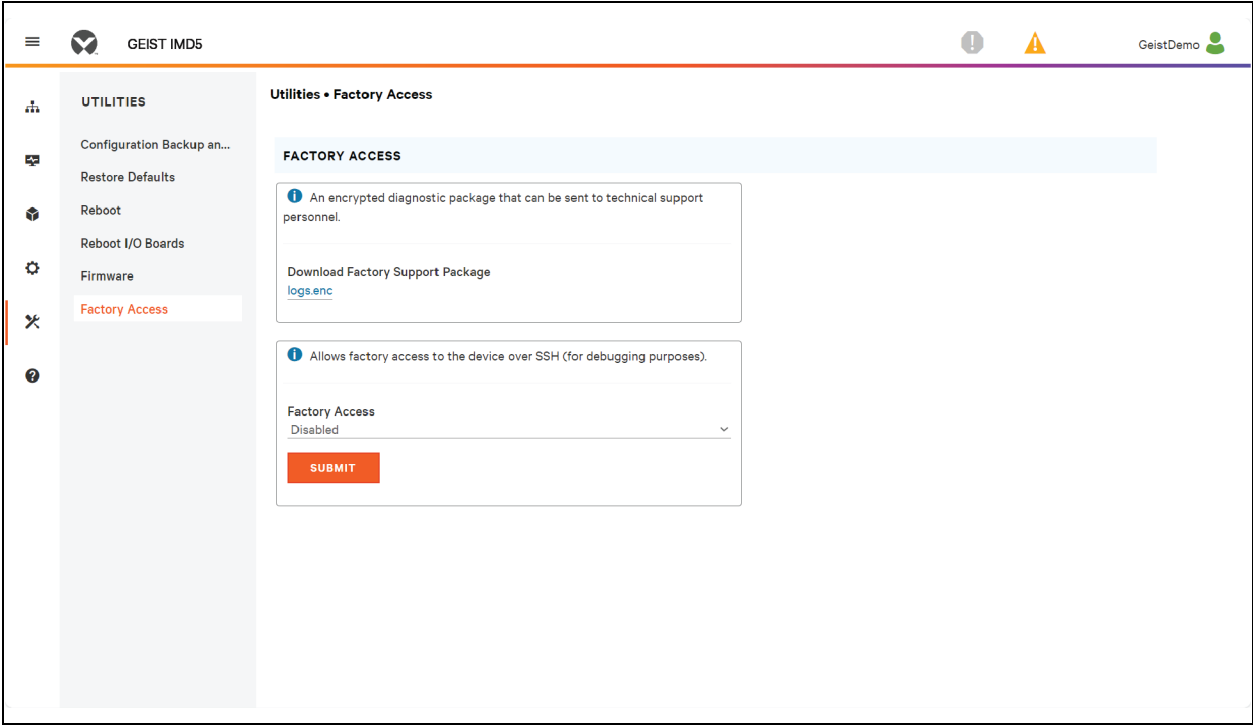 GEIST IMD5
GeistDemo
UTILITIES
Configuration Backup an...
Restore Defaults
Reboot
Reboot I/O Boards
Firmware
Factory Access
Utilities • Factory Access
FACTORY ACCESS
An encrypted diagnostic package that can be sent to technical support
personnel.
Download Factory Support Package
logs.enc
Allows factory access to the device over SSH (for debugging purposes).
Factory Access
Disabled
SUBMIT